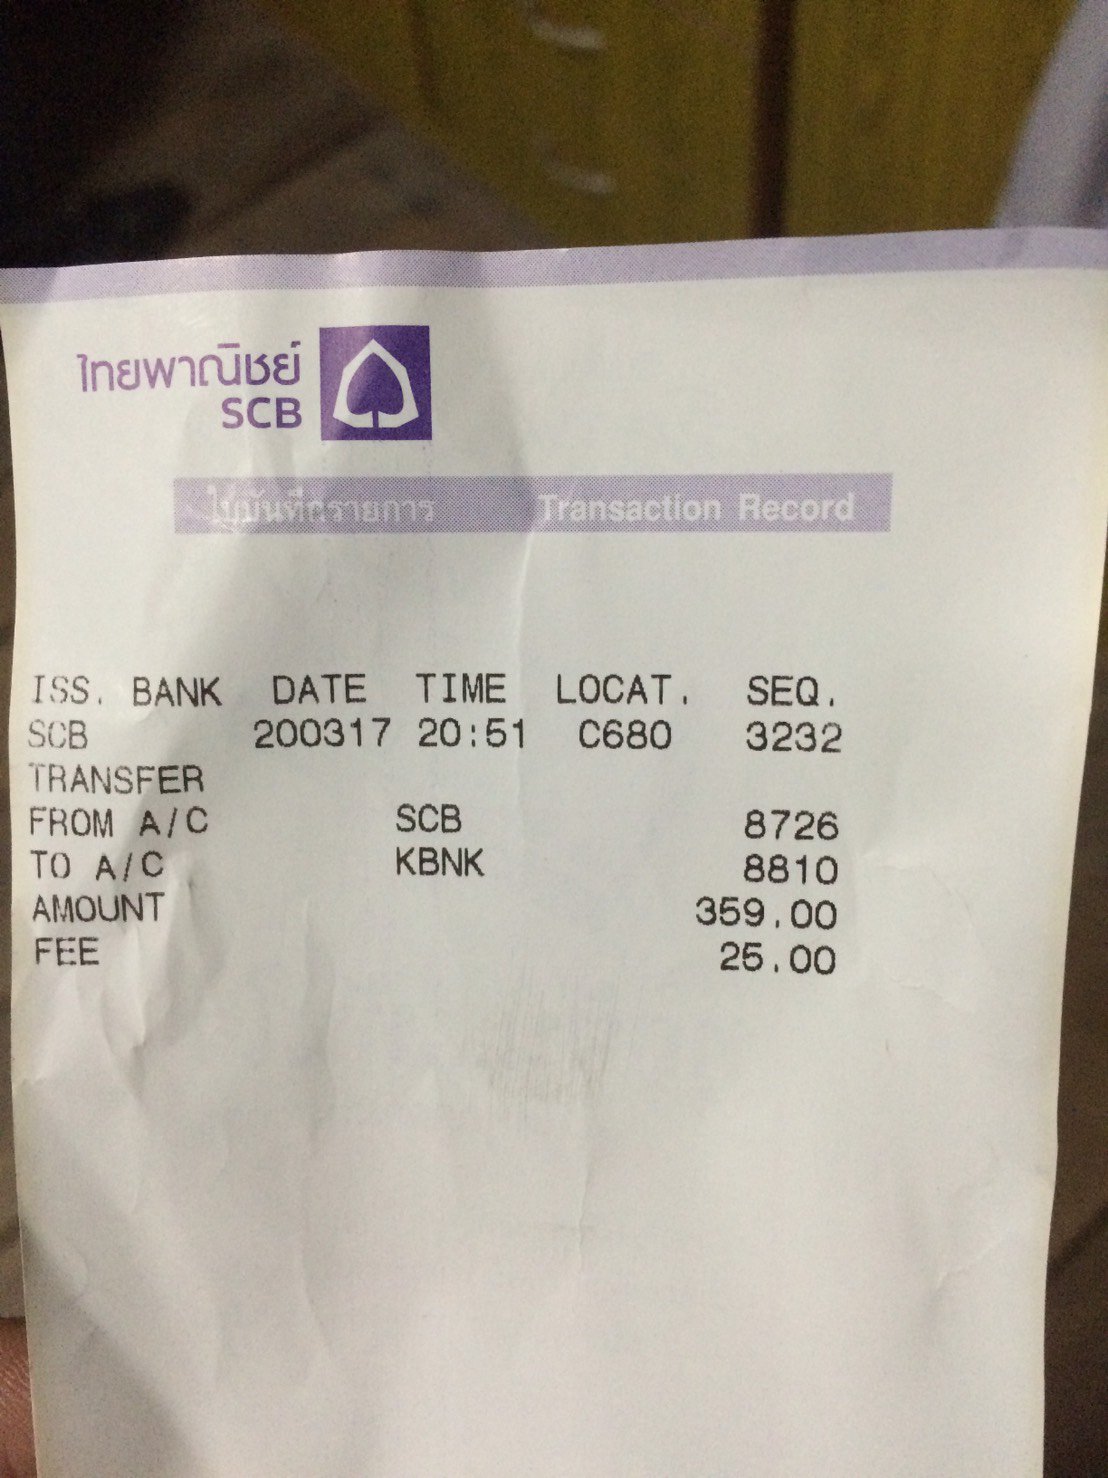 ไทยพาณิชย์
SCB
ใบบันทึกรายการ Transaction Record
ISS. BANK DATE TIME LOCAT. SEQ.
SCB 200317 20:51 C680 3232
TRANSFER
FROM A/C SCB 8726
TO A/C KBNK 8810
AMOUNT 359.00
FEE 25.00